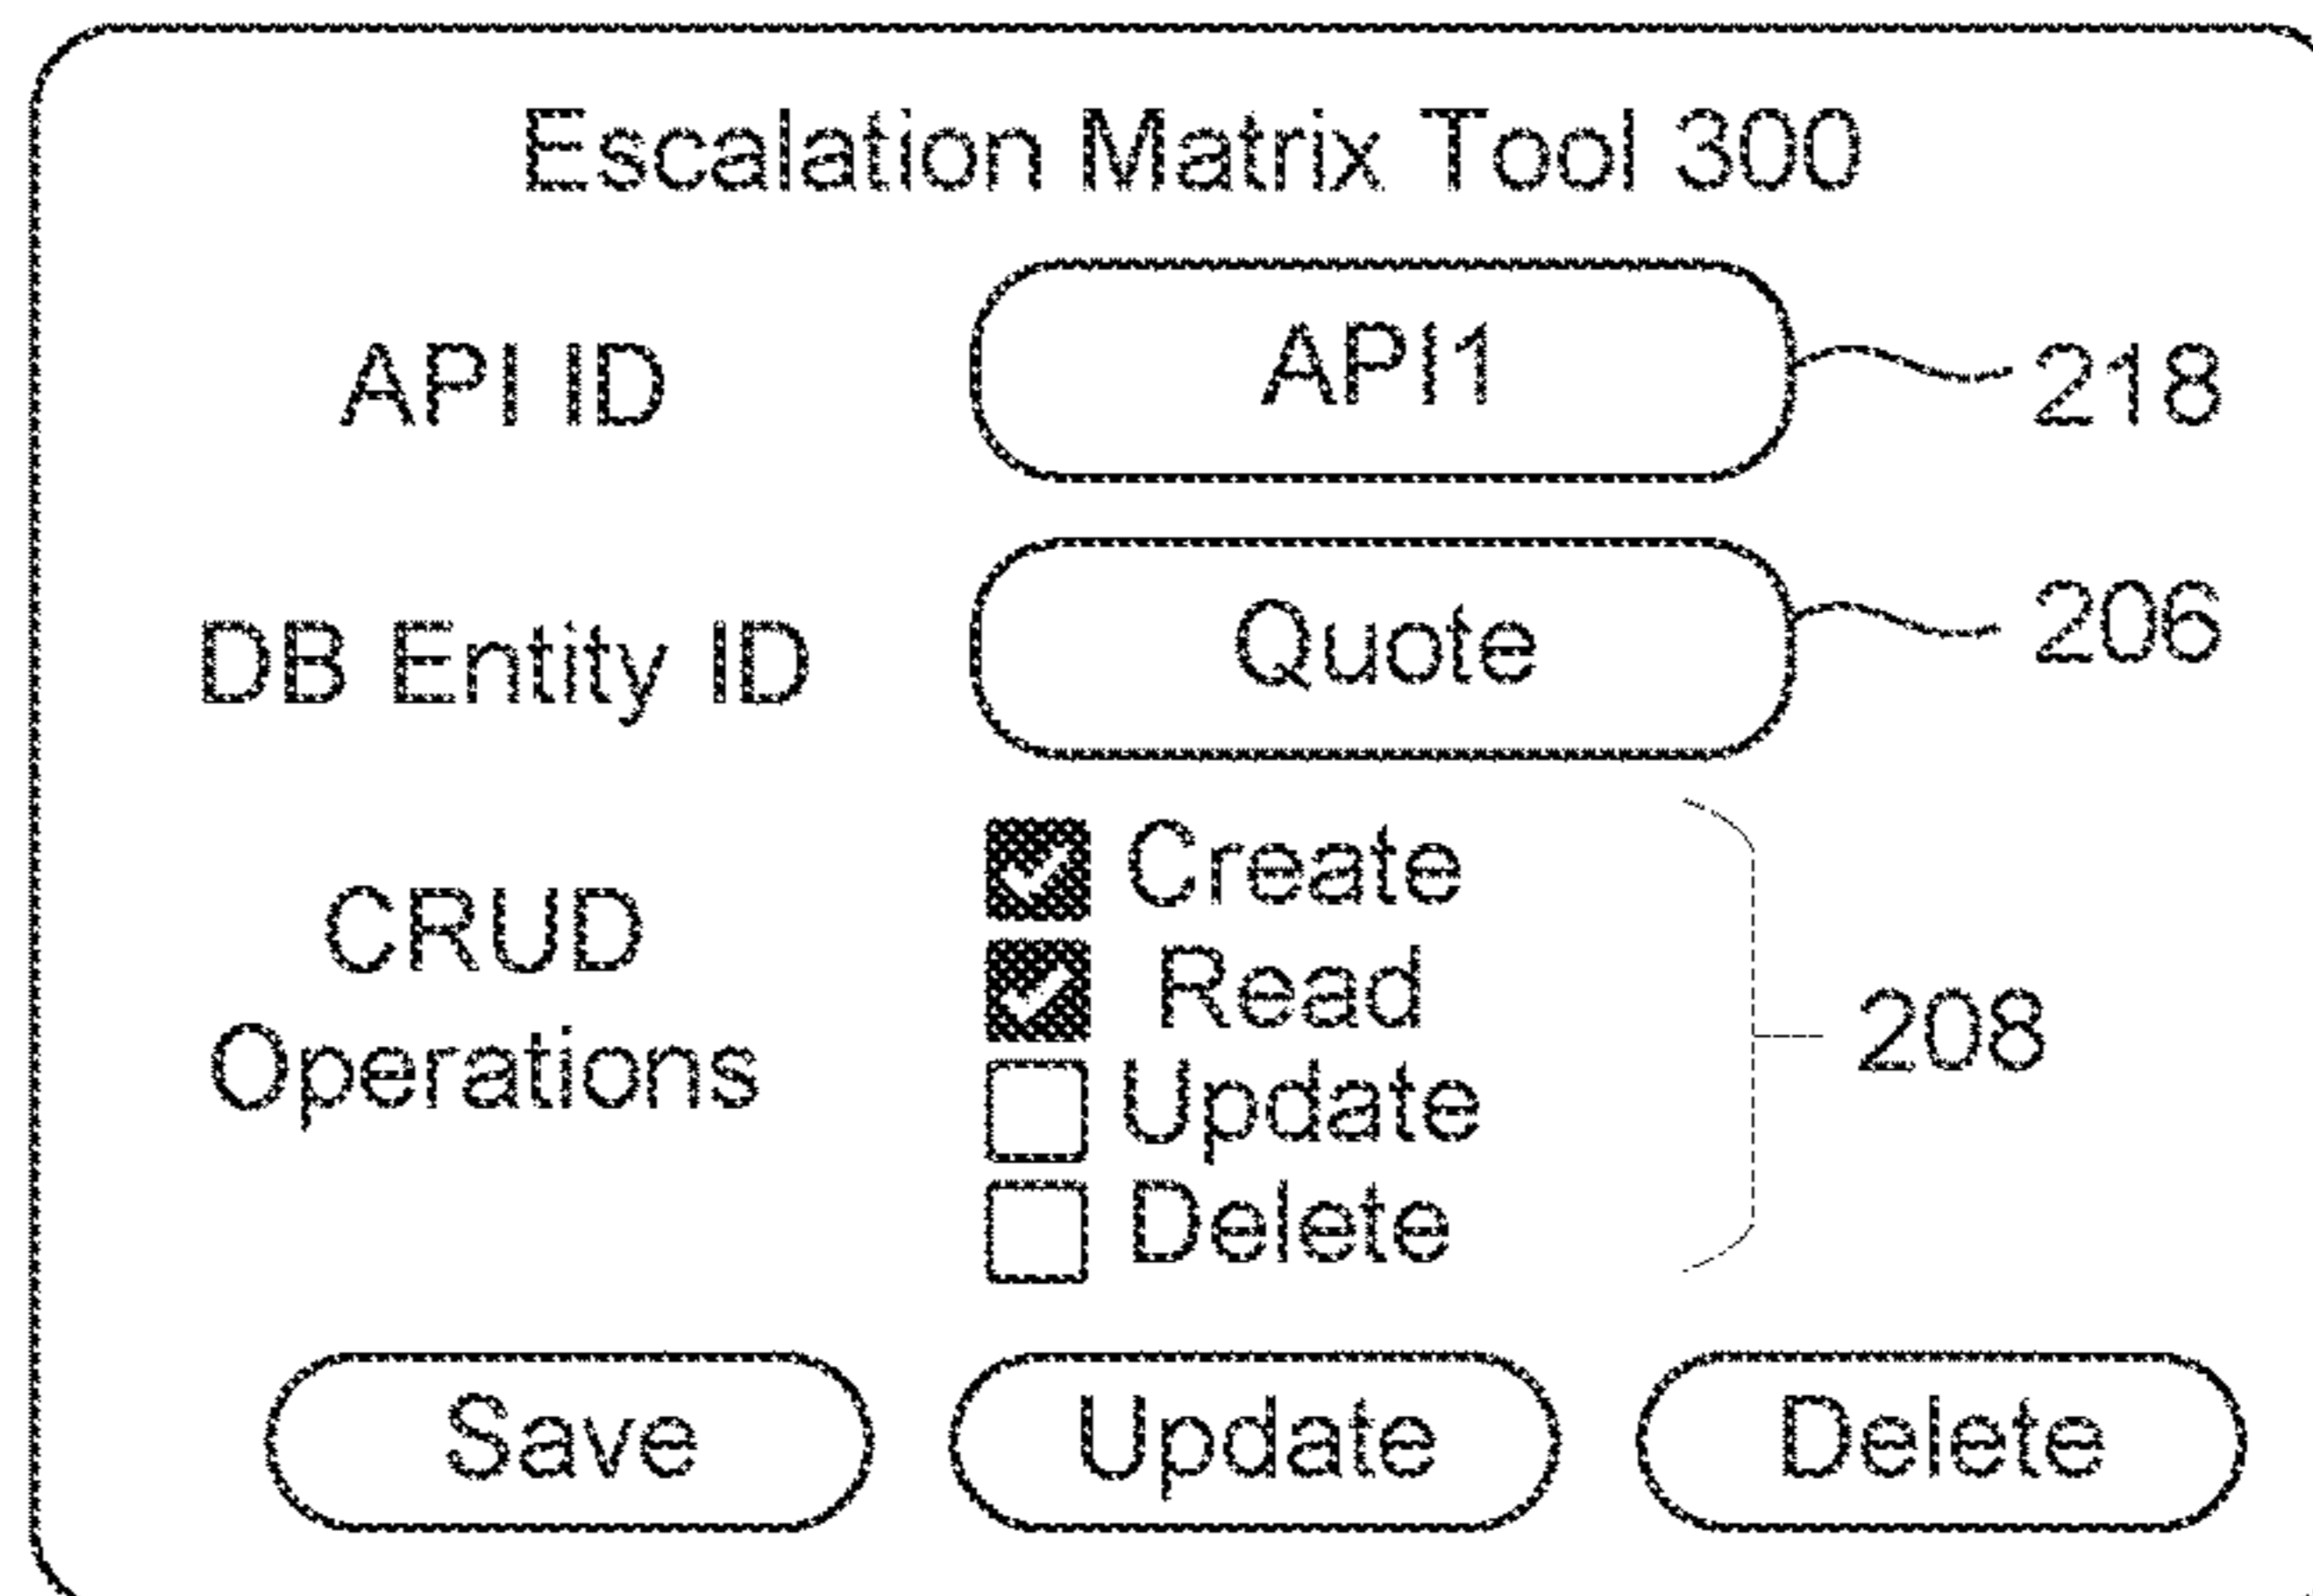 Escalation Matrix Tool 300
API ID API1 218
DB Entity ID Quote 206
CRUD
Operations
Create
Read
Update
Delete
208
Save Update Delete